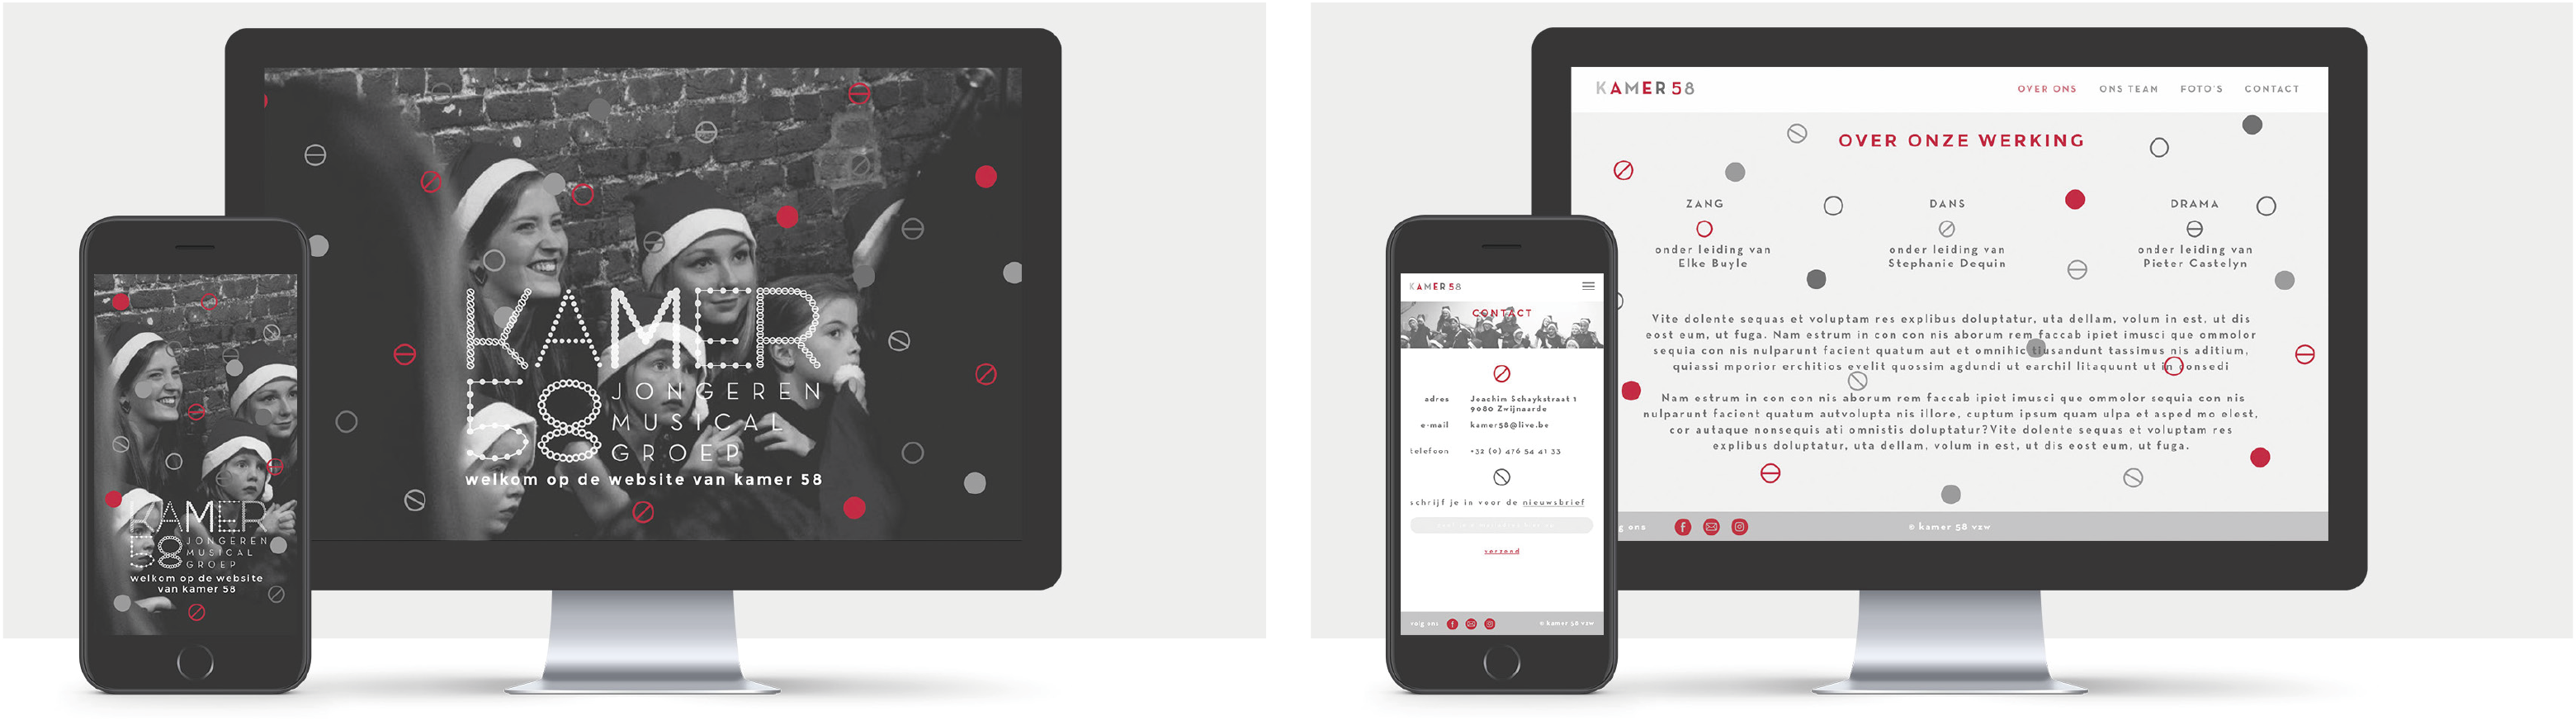 KAMER
58
JONGEREN
MUSICAL
GROEP
welkom op de website van kamer 58
KAMER
58
JONGEREN
MUSICAL
GROEP
welkom op de website
van kamer 58
KAMER 58
OVER ONS
ONS TEAM
FOTO'S
CONTACT
OVER ONZE WERKING
ZANG
onder leiding van
Elke Buyle
DANS
onder leiding van
Stephanie Dequin
DRAMA
onder leiding van
Pieter Castelyn
Vite dolente sequas et voluptam res explibus doluptatur, uta dellam, volum in est, ut dis
eost eum, ut fuga. Nam estrum in con con nis aborum rem faccab ipiet imusci que ommolor
sequia con nis nulparunt facient quatum aut et omnihic tiusandunt tassimus nis aditium,
quiassi mporior erchitios evelit quossim agdundi ut earchil litaquunt ut in consedi
Nam estrum in con con nis aborum rem faccab ipiet imusci que ommolor sequia con nis
nulparunt facient quatum autvolupta nis illore, cuptum ipsum quam ulpa et asped mo olest,
cor autaque nonsequis ati omnistis doluptatur?Vite dolente sequas et voluptam res
explibus doluptatur, uta dellam, volum in est, ut dis eost eum, ut fuga.
g ons
© kamer 58 vzw
KAMER 58
CONTACT
adres
Joachim Schaykstraat 1
9080 Zwijnaarde
e-mail
kamer58@live.be
telefoon
+32 (0) 476 54 41 33
schrijf je in voor de nieuwsbrief
verzend
volg ons
© kamer 58 vzw